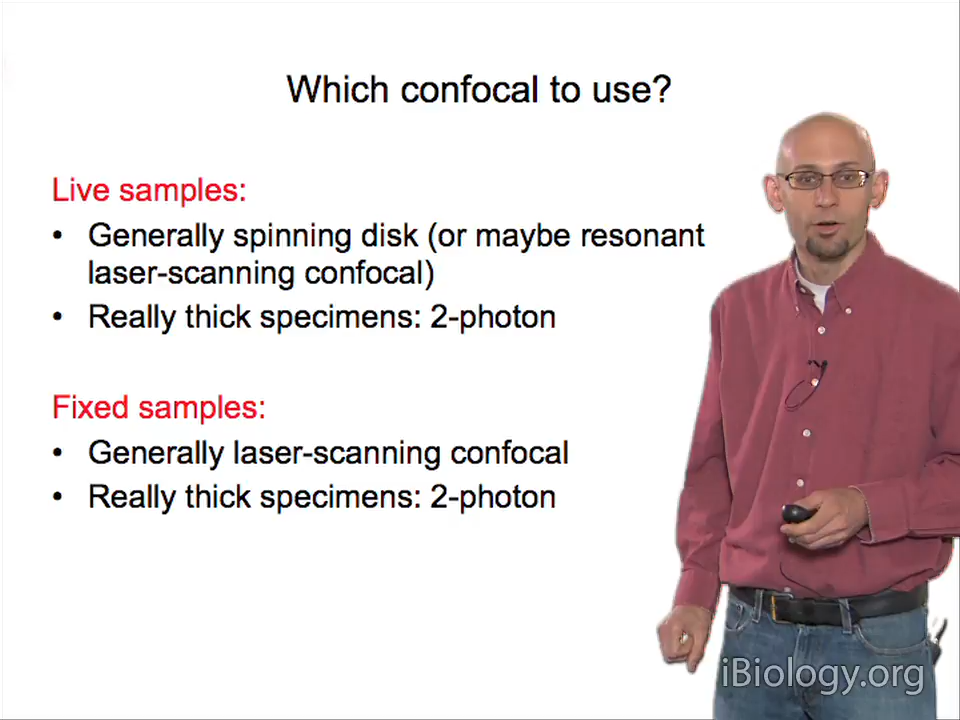 Which confocal to use?
Live samples:
• Generally spinning disk (or maybe resonant
laser-scanning confocal)
• Really thick specimens: 2-photon
Fixed samples:
• Generally laser-scanning confocal
• Really thick specimens: 2-photon
iBiology.org